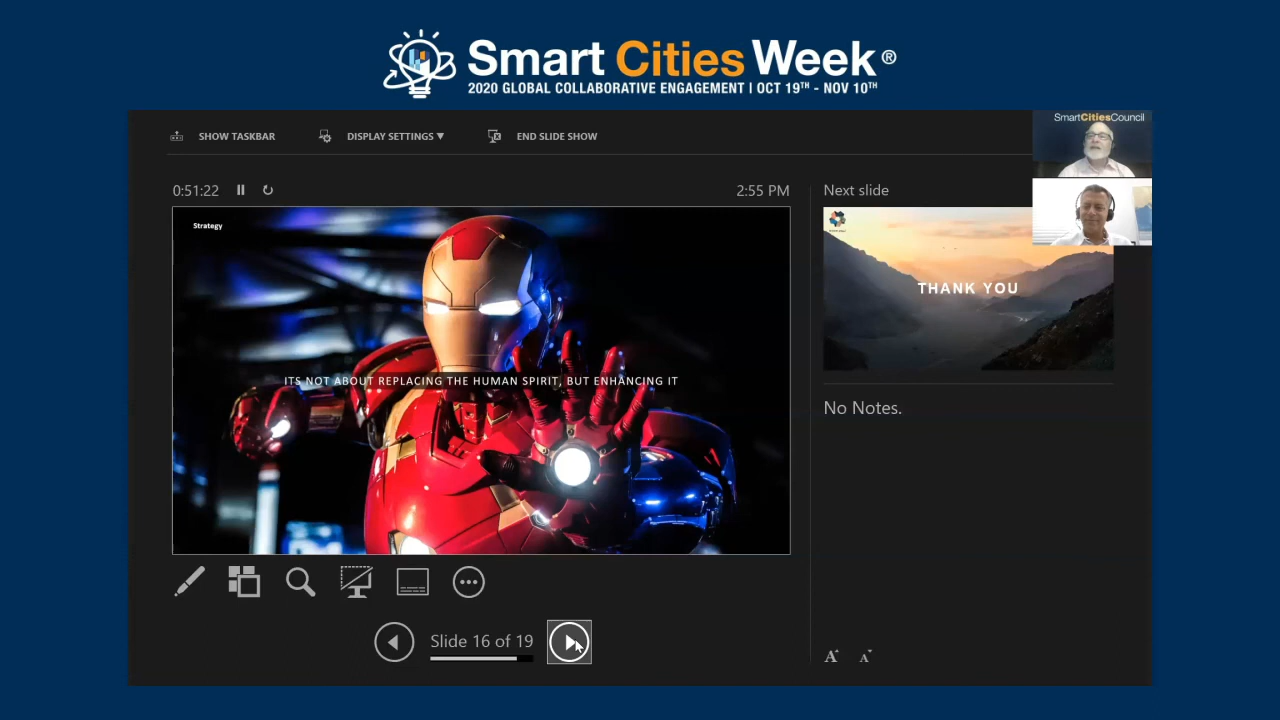 Smart Cities Week®
2020 GLOBAL COLLABORATIVE ENGAGEMENT | OCT 19TH - NOV 10TH
SHOW TASKBAR
DISPLAY SETTINGS ▼
END SLIDE SHOW
SmartCitiesCouncil
0:51:22
2:55 PM
Next slide
Strategy
ITS NOT ABOUT REPLACING THE HUMAN SPIRIT, BUT ENHANCING IT
THANK YOU
No Notes.
Slide 16 of 19
A
A